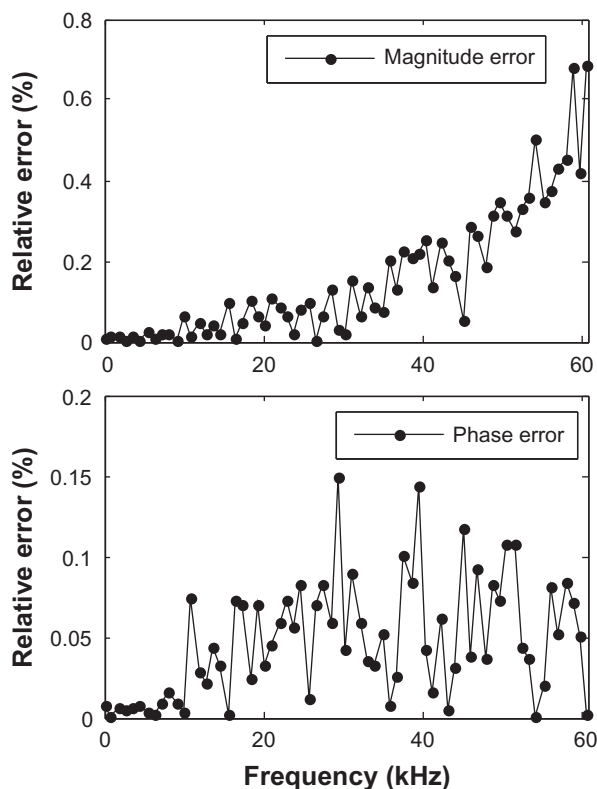 0.8
Magnitude error
0.6
0.4
0.2
0
0 20 40 60
Relative error (%)
0.2
Phase error
0.15
0.1
0.05
0
0 20 40 60
Relative error (%)
Frequency (kHz)